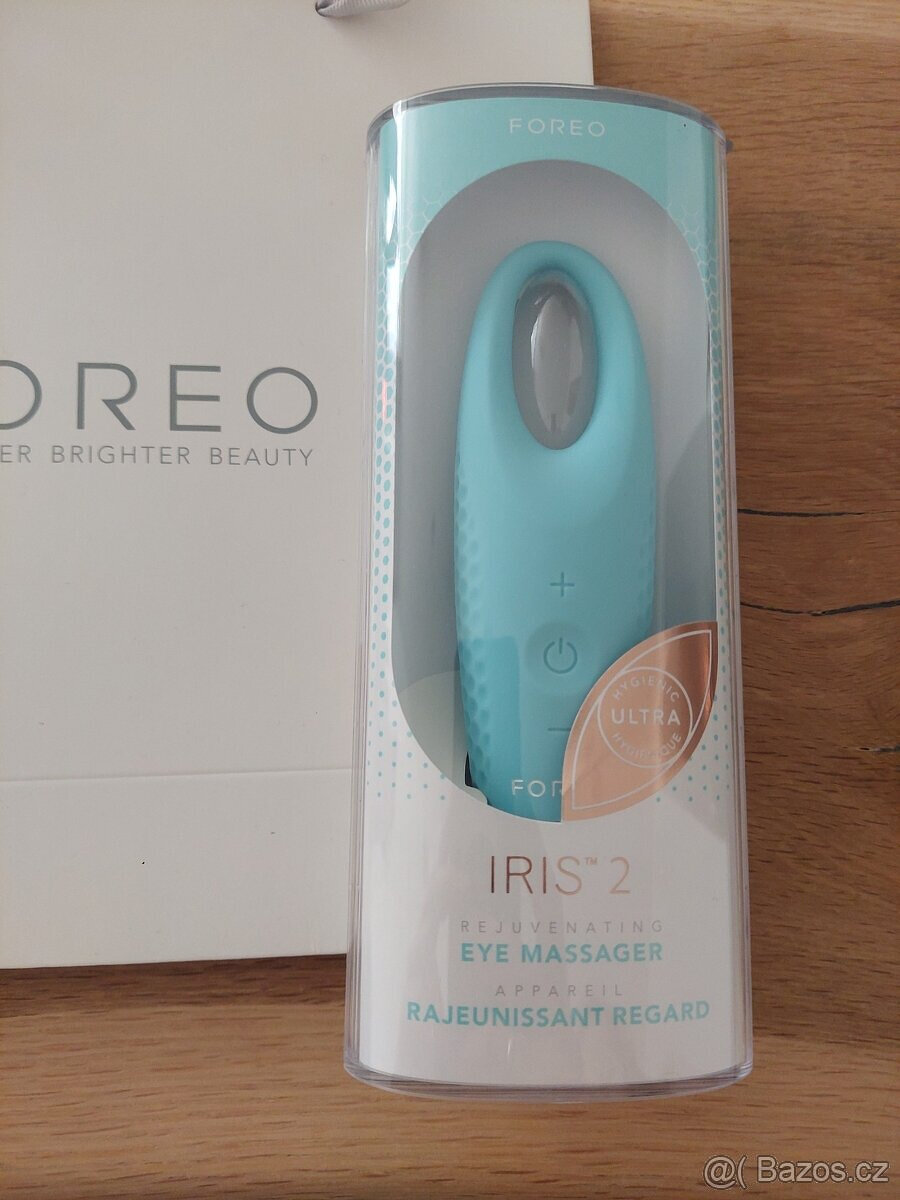 FOREO
OREO
ER BRIGHTER BEAUTY
HYGIENIC
ULTRA
HYGIÉNIQUE
FOR
IRIS™ 2
REJUVENATING
EYE MASSAGER
APPAREIL
RAJEUNISSANT REGARD
@( Bazos.cz